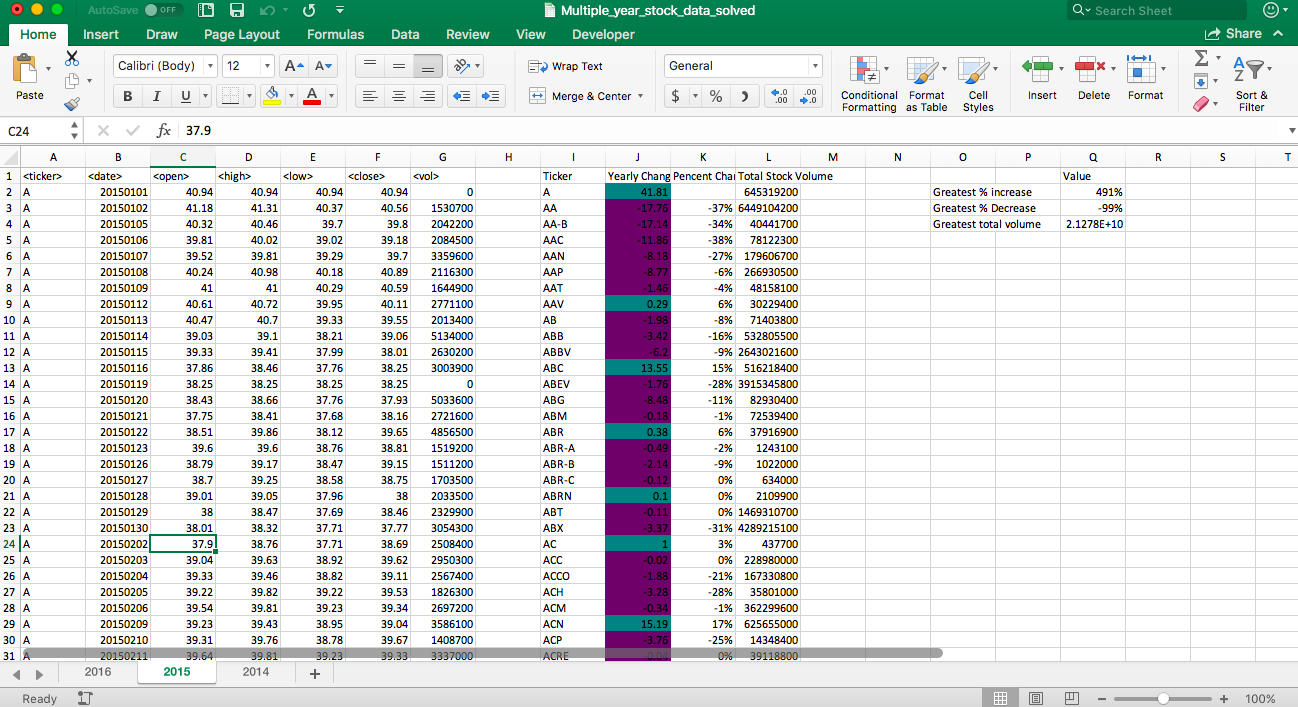 AutoSave OFF Multiple_year_stock_data_solved Search Sheet
Home Insert Draw Page Layout Formulas Data Review View Developer Share
Paste Calibri (Body) 12 A A Wrap Text General Conditional Formatting Format as Table Cell Styles Insert Delete Format Sort & Filter
B I U A Merge & Center $ %
C24 fx 37.9
A B C D E F G H I J K L M N O P Q R S T
1 <ticker> <date> <open> <high> <low> <close> <vol> Ticker Yearly Chang Pencent Chai Total Stock Volume Value
2 A 20150101 40.94 40.94 40.94 40.94 0 A 41.81 645319200 Greatest % increase 491%
3 A 20150102 41.18 41.31 40.37 40.56 1530700 AA -17.76 -37% 6449104200 Greatest % Decrease -99%
4 A 20150105 40.32 40.46 39.7 39.8 2042200 AA-B -17.14 -34% 40441700 Greatest total volume 2.1278E+10
5 A 20150106 39.81 40.02 39.02 39.18 2084500 AAC -11.86 -38% 78122300
6 A 20150107 39.52 39.81 39.29 39.7 3359600 AAN -8.18 -27% 179606700
7 A 20150108 40.24 40.98 40.18 40.89 2116300 AAP -8.77 -6% 266930500
8 A 20150109 41 41 40.29 40.59 1644900 AAT -1.46 -4% 48158100
9 A 20150112 40.61 40.72 39.95 40.11 2771100 AAV 0.29 6% 30229400
10 A 20150113 40.47 40.7 39.33 39.55 2013400 AB -1.98 -8% 71403800
11 A 20150114 39.03 39.1 38.21 39.06 5134000 ABB -3.42 -16% 532805500
12 A 20150115 39.33 39.41 37.99 38.01 2630200 ABBV -6.2 -9% 2643021600
13 A 20150116 37.86 38.46 37.76 38.25 3003900 ABC 13.55 15% 516218400
14 A 20150119 38.25 38.25 38.25 38.25 0 ABEV -1.76 -28% 3915345800
15 A 20150120 38.43 38.66 37.76 37.93 5033600 ABG -8.48 -11% 82930400
16 A 20150121 37.75 38.41 37.68 38.16 2721600 ABM -0.18 -1% 72539400
17 A 20150122 38.51 39.86 38.12 39.65 4856500 ABR 0.38 6% 37916900
18 A 20150123 39.6 39.6 38.76 38.81 1519200 ABR-A -0.49 -2% 1243100
19 A 20150126 38.79 39.17 38.47 39.15 1511200 ABR-B -2.14 -9% 1022000
20 A 20150127 38.7 39.25 38.58 38.75 1703500 ABR-C -0.12 0% 634000
21 A 20150128 39.01 39.05 37.96 38 2033500 ABRN 0.1 0% 2109900
22 A 20150129 38 38.47 37.69 38.46 2329900 ABT -0.11 0% 1469310700
23 A 20150130 38.01 38.32 37.71 37.77 3054300 ABX -3.37 -31% 4289215100
24 A 20150202 37.9 38.76 37.71 38.69 2508400 AC 1 3% 437700
25 A 20150203 39.04 39.63 38.92 39.62 2950300 ACC -0.02 0% 228980000
26 A 20150204 39.33 39.46 38.82 39.11 2567400 ACCO -1.88 -21% 167330800
27 A 20150205 39.22 39.82 39.22 39.53 1826300 ACH -3.28 -28% 35801000
28 A 20150206 39.54 39.81 39.23 39.34 2697200 ACM -0.34 -1% 362299600
29 A 20150209 39.23 39.43 38.95 39.04 3586100 ACN 15.19 17% 625655000
30 A 20150210 39.31 39.76 38.78 39.67 1408700 ACP -3.76 -25% 14348400
31 A 20150211 39.64 39.81 39.23 39.33 3337000 ACRE 0.04 0% 39118800
2016 2015 2014 +
Ready 100%